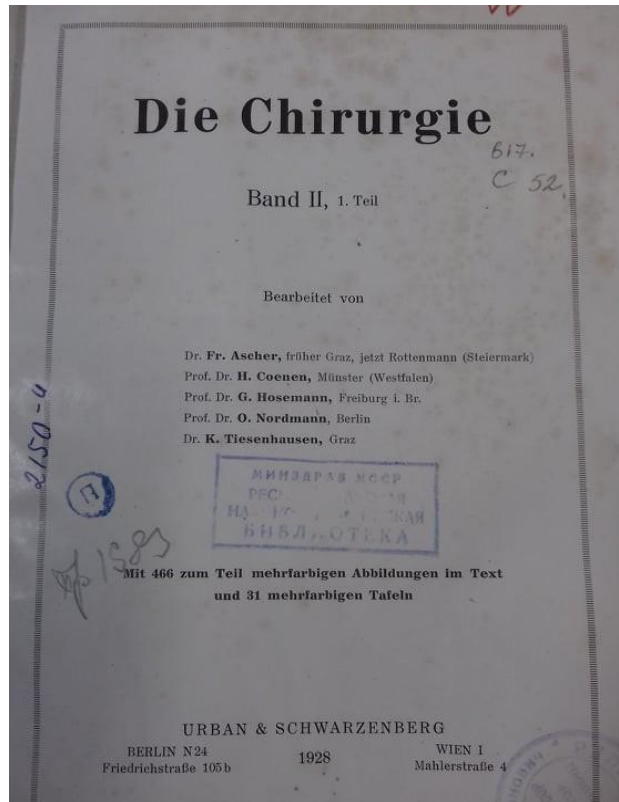 Die Chirurgie
617.
C 52.
Band II, 1. Teil
Bearbeitet von
Dr. Fr. Ascher, früher Graz, jetzt Rottenmann (Steiermark)
Prof. Dr. H. Coenen, Münster (Westfalen)
Prof. Dr. G. Hosemann, Freiburg i. Br.
Prof. Dr. O. Nordmann, Berlin
Dr. K. Tiesenhausen, Graz
2150-4
П
МИНЗДРАВ МССР
БИБЛИОТЕКА
1983
Mit 466 zum Teil mehrfarbigen Abbildungen im Text
und 31 mehrfarbigen Tafeln
URBAN & SCHWARZENBERG
BERLIN N24
Friedrichstraße 105b
1928
WIEN I
Mahlerstraße 4